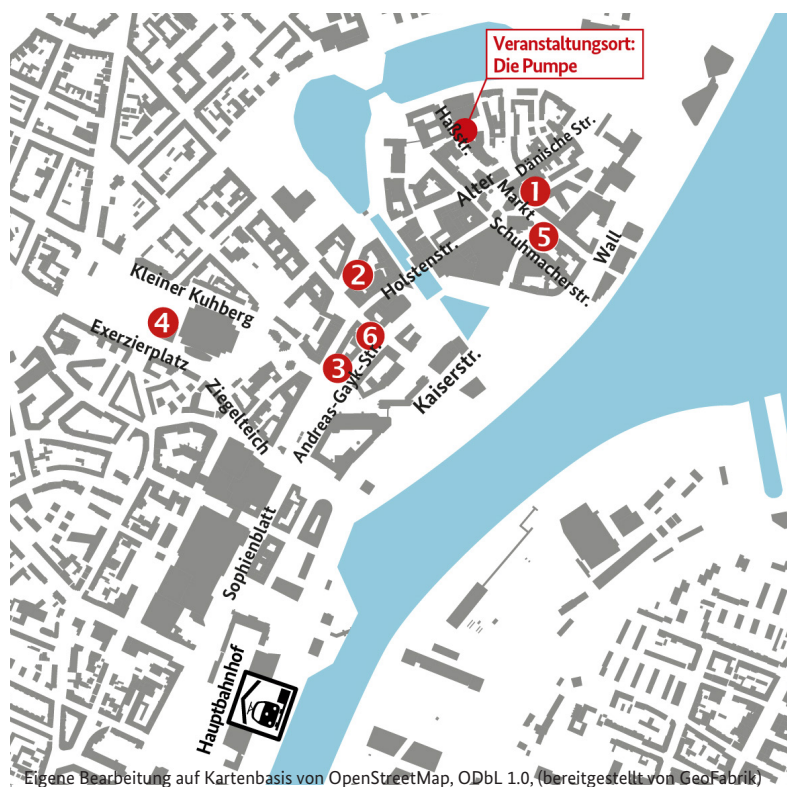 Veranstaltungsort:
Die Pumpe
Haßstr.
Dänische Str.
Alter
Markt
1
5
Schuhmacherstr.
Wall
2
Holstenstr.
Kleiner Kuhberg
4
Exerzierplatz
6
3
Andreas-Gayk-Str.
Kaiserstr.
Ziegelteich
Sophienblatt
Hauptbahnhof
Eigene Bearbeitung auf Kartenbasis von OpenStreetMap, ODbL 1.0, (bereitgestellt von GeoFabrik)